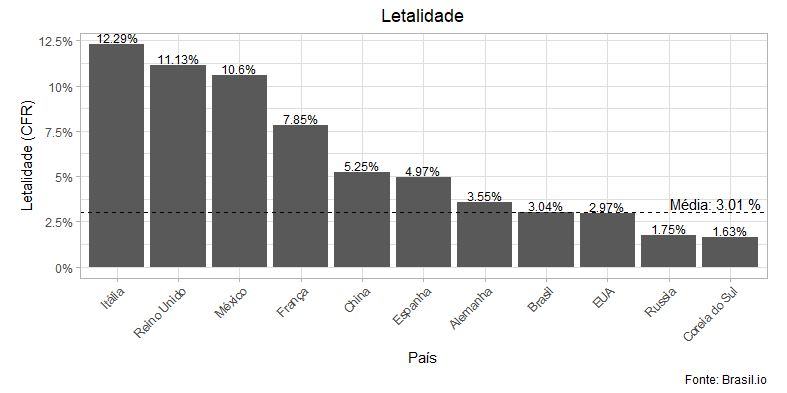 Letalidade
Letalidade (CFR)
12.5%
10%
7.5%
5%
2.5%
0%
12.29%
11.13%
10.6%
7.85%
5.25%
4.97%
3.55%
3.04%
2.97%
1.75%
1.63%
Média: 3.01 %
Itália
Reino Unido
México
França
China
Espanha
Alemanha
Brasil
EUA
Russia
Coreia do Sul
País
Fonte: Brasil.io